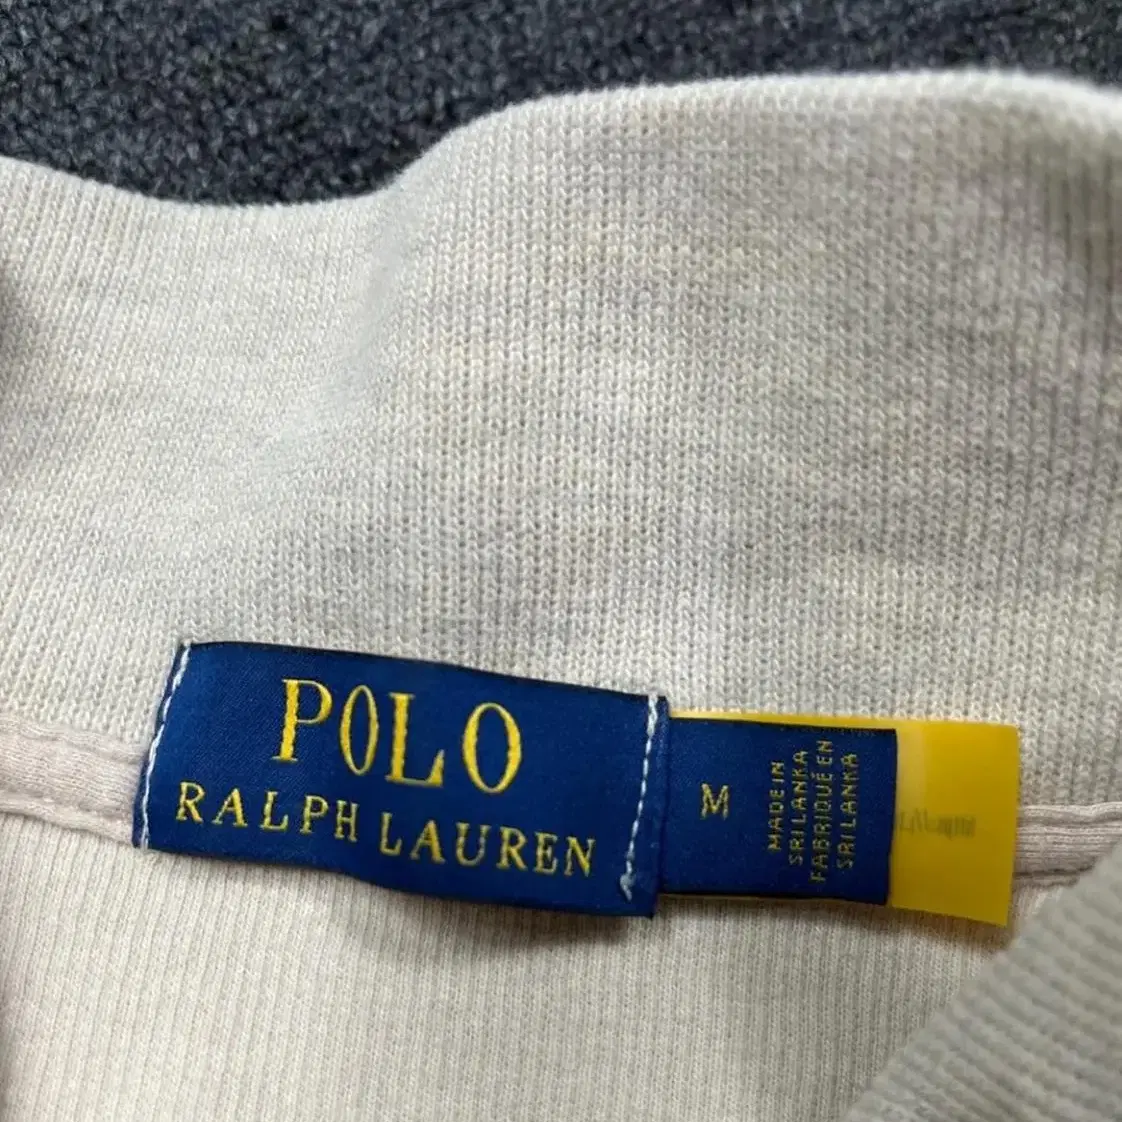 POLO
RALPH LAUREN
M
MADE IN
SRI LANKA
FABRIQUÉ EN
SRI LANKA